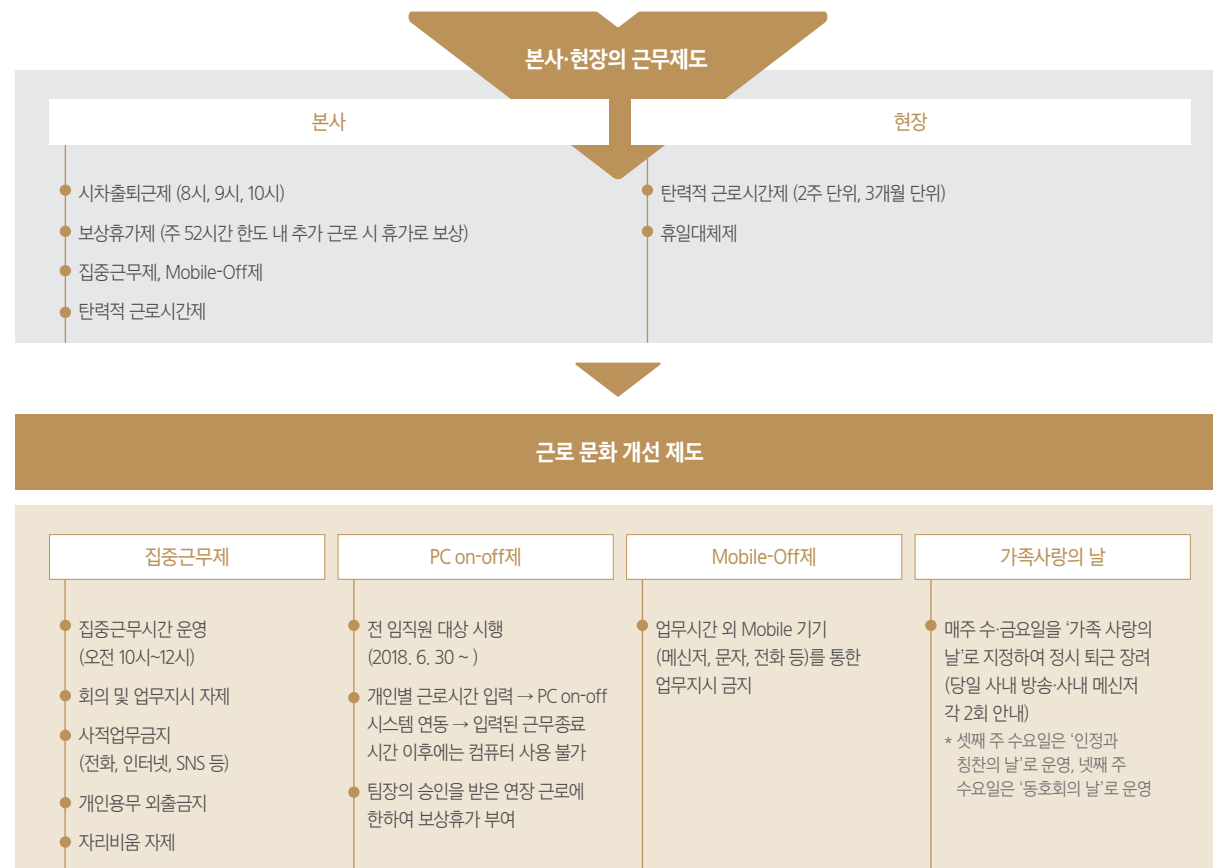 본사·현장의 근무제도
본사
시차출퇴근제 (8시, 9시, 10시)
보상휴가제 (주 52시간 한도 내 추가 근로 시 휴가로 보상)
집중근무제, Mobile-Off제
탄력적 근로시간제
현장
탄력적 근로시간제 (2주 단위, 3개월 단위)
휴일대체제
근로 문화 개선 제도
집중근무제
집중근무시간 운영
(오전 10시~12시)
회의 및 업무지시 자제
사적업무금지
(전화, 인터넷, SNS 등)
개인용무 외출금지
자리비움 자제
PC on-off제
전 임직원 대상 시행
(2018. 6. 30 ~ )
개인별 근로시간 입력 → PC on-off
시스템 연동 → 입력된 근무종료
시간 이후에는 컴퓨터 사용 불가
팀장의 승인을 받은 연장 근로에
한하여 보상휴가 부여
Mobile-Off제
업무시간 외 Mobile 기기
(메신저, 문자, 전화 등)를 통한
업무지시 금지
가족사랑의 날
매주 수·금요일을 ‘가족 사랑의
날’로 지정하여 정시 퇴근 장려
(당일 사내 방송·사내 메신저
각 2회 안내)
* 셋째 주 수요일은 ‘인정과
칭찬의 날’로 운영, 넷째 주
수요일은 ‘동호회의 날’로 운영